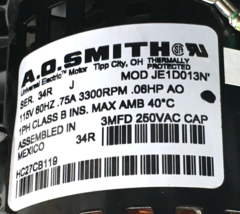 A.O.SMITH
Universal Electric™ Motor Tipp City, OH THERMALLY PROTECTED
SER. 34R J MOD JE1D013N
115V 60HZ .75A 3300RPM .06HP AO
1PH CLASS B INS. MAX AMB 40°C
ASSEMBLED IN 3MFD 250VAC CAP
MEXICO 34R
HC27CB119